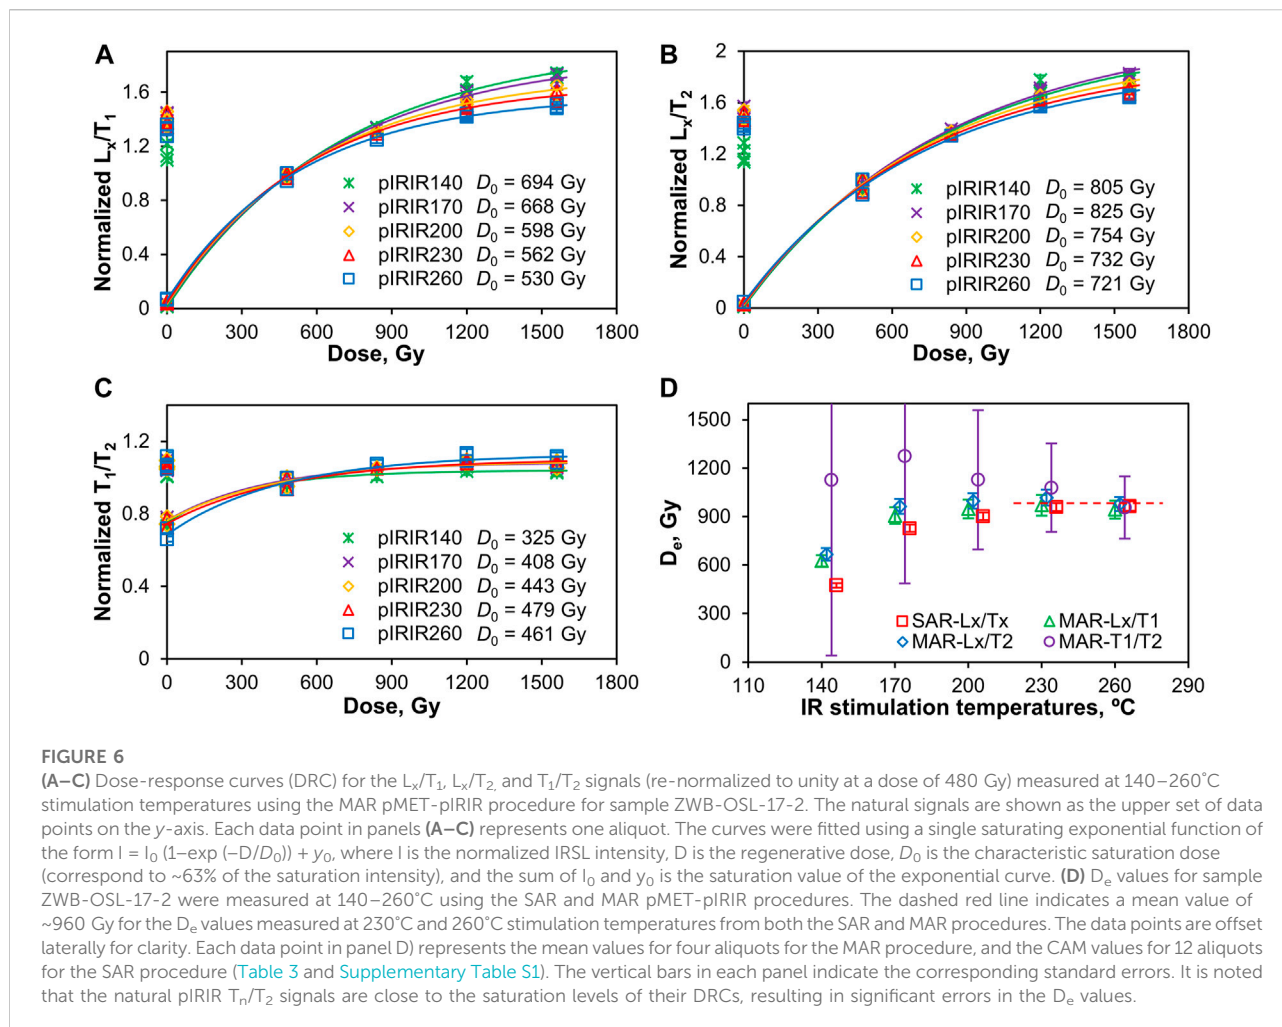 A
Normalized Lₓ/T₁
1.6
1.2
0.8
0.4
0
pIRIR140 D₀ = 694 Gy
pIRIR170 D₀ = 668 Gy
pIRIR200 D₀ = 598 Gy
pIRIR230 D₀ = 562 Gy
pIRIR260 D₀ = 530 Gy
0 300 600 900 1200 1500 1800
Dose, Gy
B
Normalized Lₓ/T₂
2
1.6
1.2
0.8
0.4
0
pIRIR140 D₀ = 805 Gy
pIRIR170 D₀ = 825 Gy
pIRIR200 D₀ = 754 Gy
pIRIR230 D₀ = 732 Gy
pIRIR260 D₀ = 721 Gy
0 300 600 900 1200 1500 1800
Dose, Gy
C
Normalized T₁/T₂
1.2
0.8
0.4
0
pIRIR140 D₀ = 325 Gy
pIRIR170 D₀ = 408 Gy
pIRIR200 D₀ = 443 Gy
pIRIR230 D₀ = 479 Gy
pIRIR260 D₀ = 461 Gy
0 300 600 900 1200 1500 1800
Dose, Gy
D
Dₑ, Gy
1500
1200
900
600
300
0
SAR-Lx/Tx MAR-Lx/T1
MAR-Lx/T2 MAR-T1/T2
110 140 170 200 230 260 290
IR stimulation temperatures, ºC
FIGURE 6
(A–C) Dose-response curves (DRC) for the Lₓ/T₁, Lₓ/T₂, and T₁/T₂ signals (re-normalized to unity at a dose of 480 Gy) measured at 140–260°C
stimulation temperatures using the MAR pMET-pIRIR procedure for sample ZWB-OSL-17-2. The natural signals are shown as the upper set of data
points on the y-axis. Each data point in panels (A–C) represents one aliquot. The curves were fitted using a single saturating exponential function of
the form I = I₀ (1–exp (–D/D₀)) + y₀, where I is the normalized IRSL intensity, D is the regenerative dose, D₀ is the characteristic saturation dose
(correspond to ~63% of the saturation intensity), and the sum of I₀ and y₀ is the saturation value of the exponential curve. (D) Dₑ values for sample
ZWB-OSL-17-2 were measured at 140–260°C using the SAR and MAR pMET-pIRIR procedures. The dashed red line indicates a mean value of
~960 Gy for the Dₑ values measured at 230°C and 260°C stimulation temperatures from both the SAR and MAR procedures. The data points are offset
laterally for clarity. Each data point in panel D) represents the mean values for four aliquots for the MAR procedure, and the CAM values for 12 aliquots
for the SAR procedure (Table 3 and Supplementary Table S1). The vertical bars in each panel indicate the corresponding standard errors. It is noted
that the natural pIRIR Tₙ/T₂ signals are close to the saturation levels of their DRCs, resulting in significant errors in the Dₑ values.